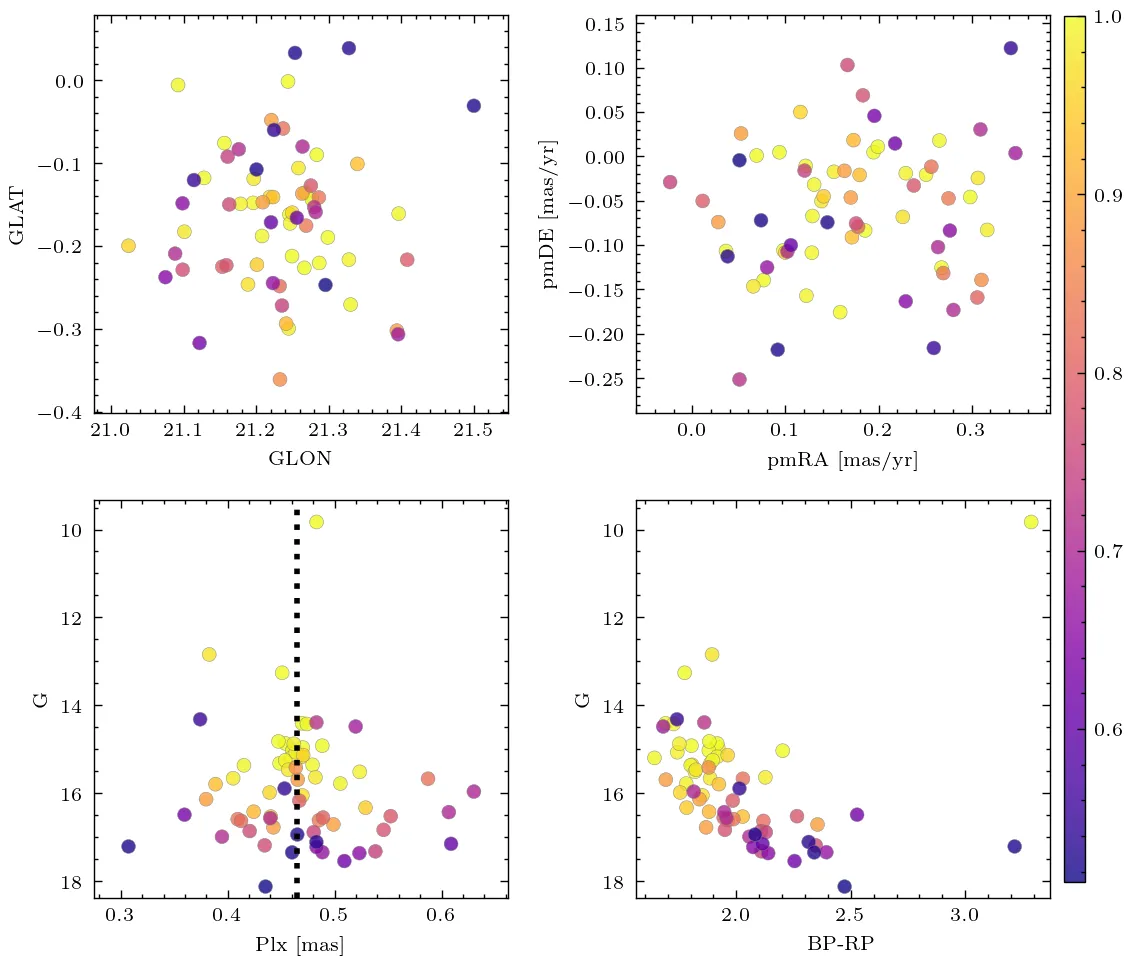 0.0
−0.1
−0.2
−0.3
−0.4
GLAT
21.0 21.1 21.2 21.3 21.4 21.5
GLON
0.15
0.10
0.05
0.00
−0.05
−0.10
−0.15
−0.20
−0.25
pmDE [mas/yr]
0.0 0.1 0.2 0.3
pmRA [mas/yr]
1.0
0.9
0.8
0.7
0.6
10
12
14
16
18
G
0.3 0.4 0.5 0.6
Plx [mas]
10
12
14
16
18
G
2.0 2.5 3.0
BP-RP